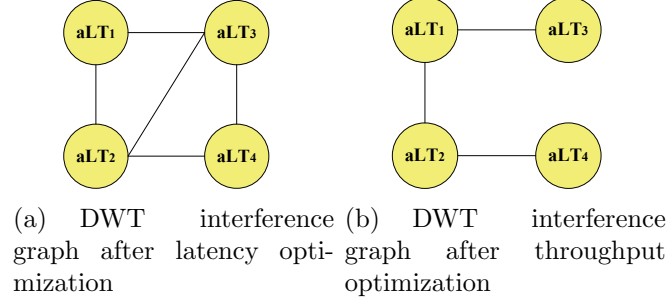 aLT1
aLT3
aLT2
aLT4
aLT1
aLT3
aLT2
aLT4
(a) DWT interference
graph after latency opti-
mization
(b) DWT interference
graph after throughput
optimization